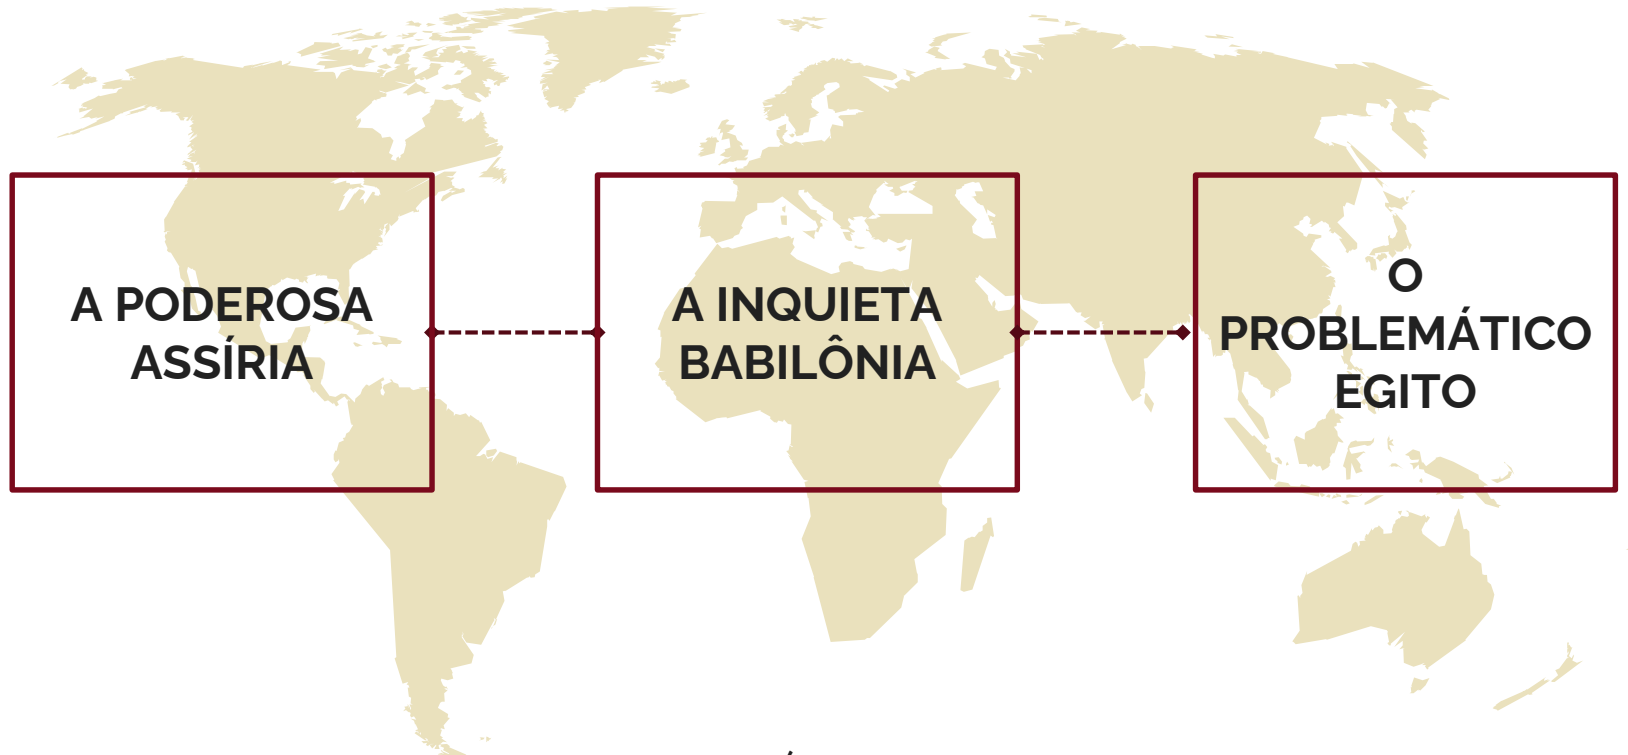 A PODEROSA
ASSÍRIA
A INQUIETA
BABILÔNIA
O
PROBLEMÁTICO
EGITO